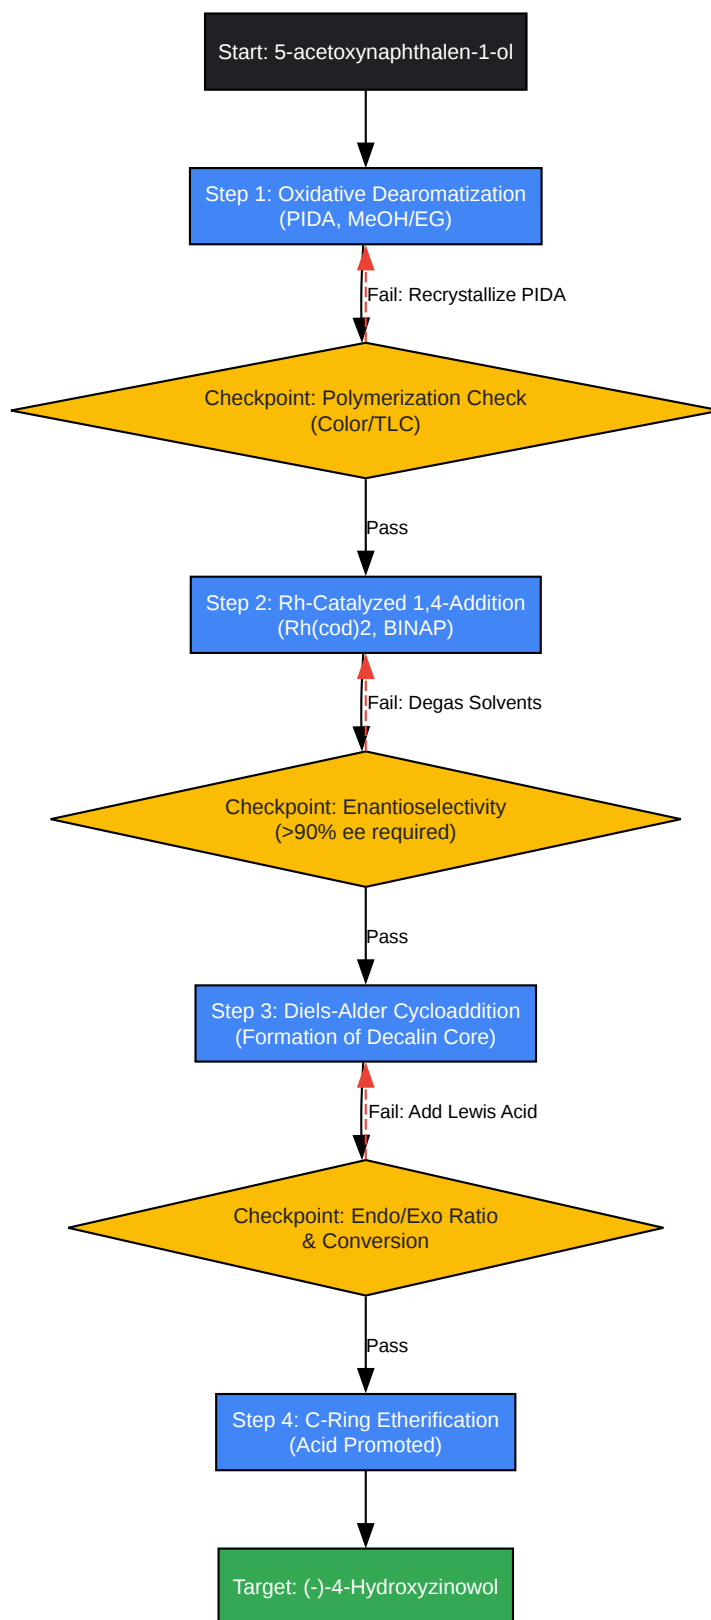 Start: 5-acetoxynaphthalen-1-ol
Step 1: Oxidative Dearomatization
(PIDA, MeOH/EG)
Fail: Recrystallize PIDA
Checkpoint: Polymerization Check
(Color/TLC)
Pass
Step 2: Rh-Catalyzed 1,4-Addition
(Rh(cod)2, BINAP)
Fail: Degas Solvents
Checkpoint: Enantioselectivity
(>90% ee required)
Pass
Step 3: Diels-Alder Cycloaddition
(Formation of Decalin Core)
Fail: Add Lewis Acid
Checkpoint: Endo/Exo Ratio
& Conversion
Pass
Step 4: C-Ring Etherification
(Acid Promoted)
Target: (-)-4-Hydroxyzinowol